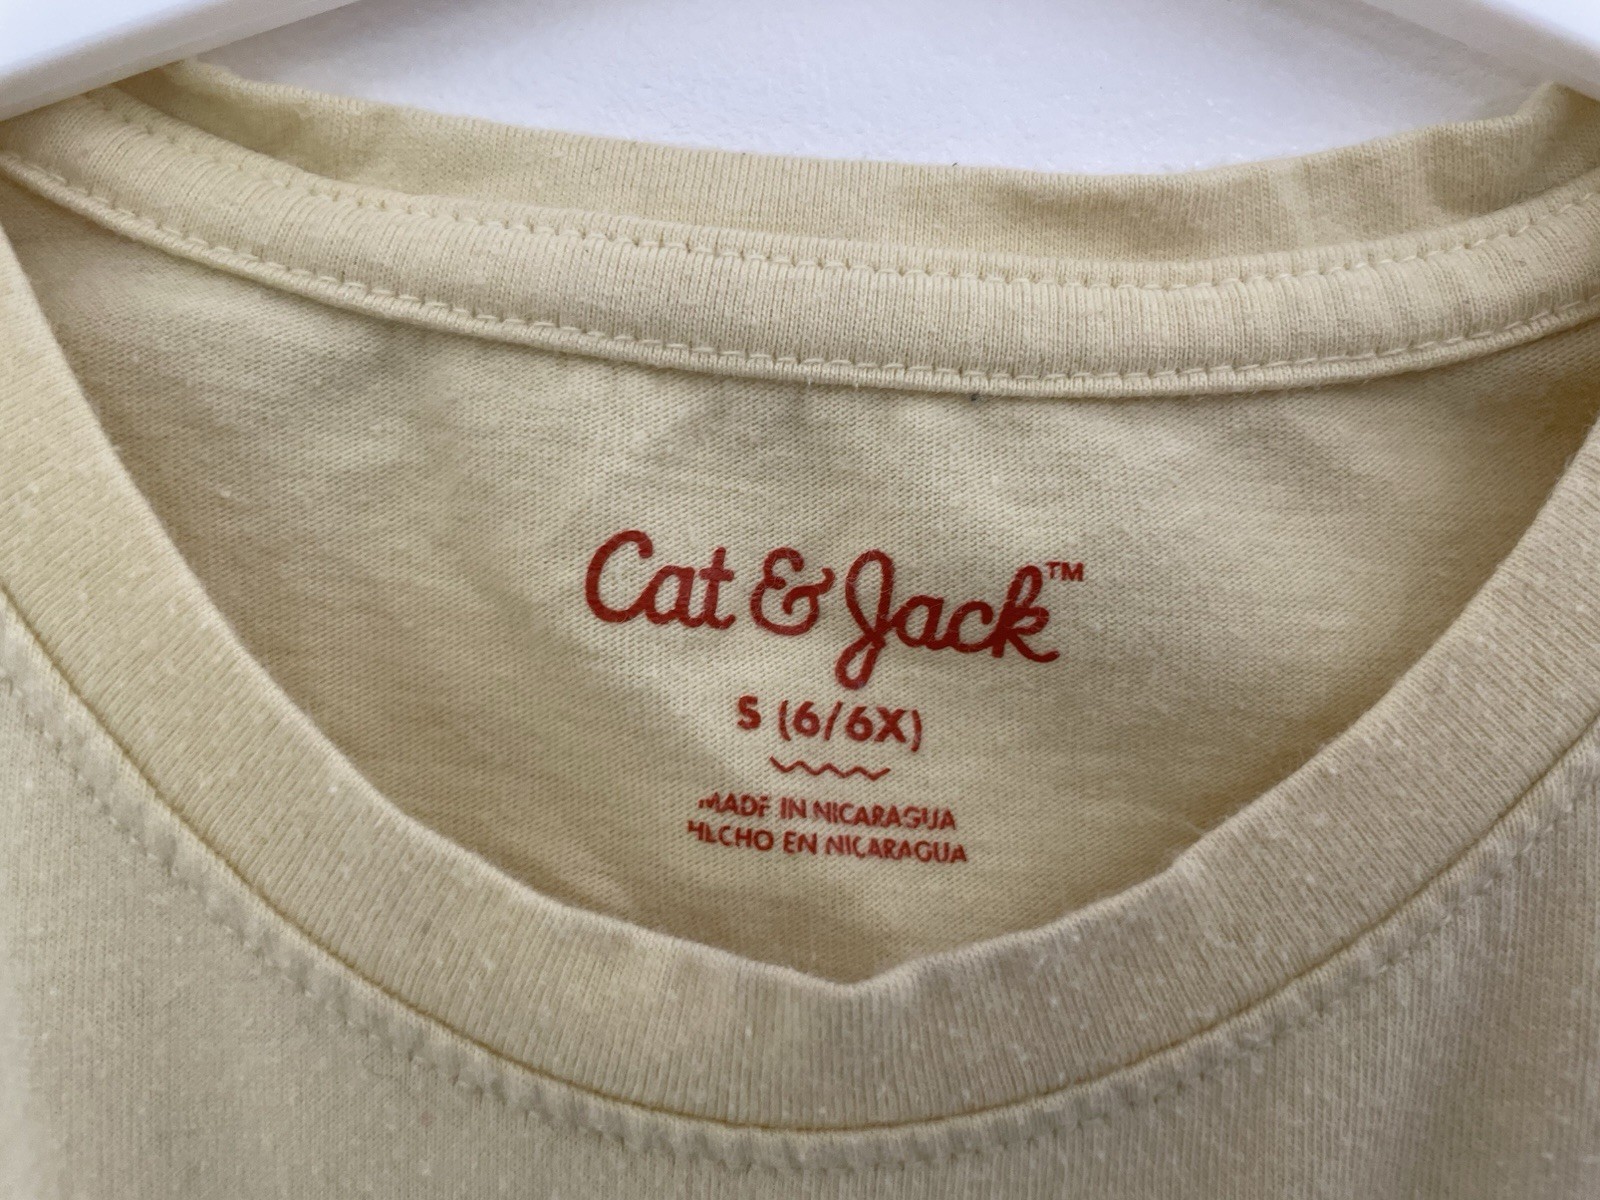 Cat & Jack™
S (6/6X)
MADE IN NICARAGUA
HECHO EN NICARAGUA